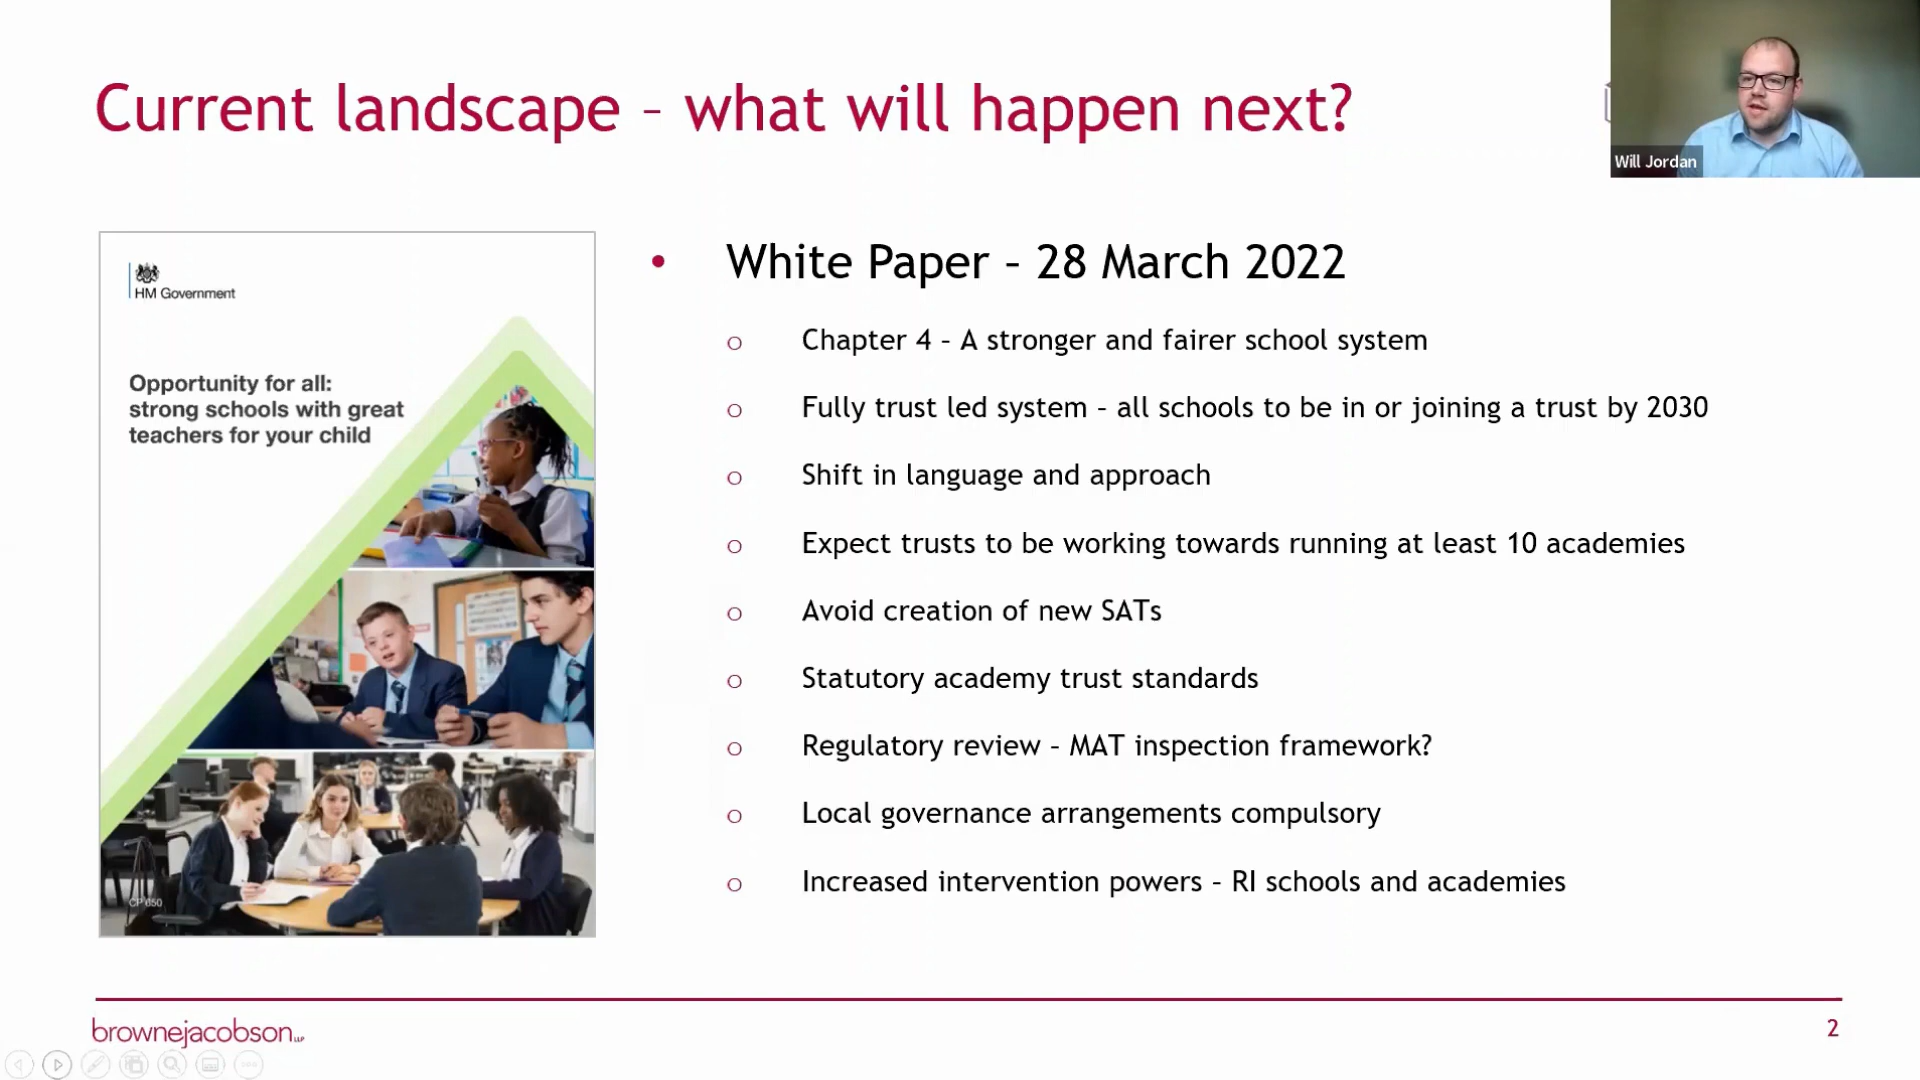 Current landscape – what will happen next?
Will Jordan
HM Government
Opportunity for all:
strong schools with great
teachers for your child
CP 650
• White Paper – 28 March 2022
o Chapter 4 – A stronger and fairer school system
o Fully trust led system – all schools to be in or joining a trust by 2030
o Shift in language and approach
o Expect trusts to be working towards running at least 10 academies
o Avoid creation of new SATs
o Statutory academy trust standards
o Regulatory review – MAT inspection framework?
o Local governance arrangements compulsory
o Increased intervention powers – RI schools and academies
brownejacobson LLP
2